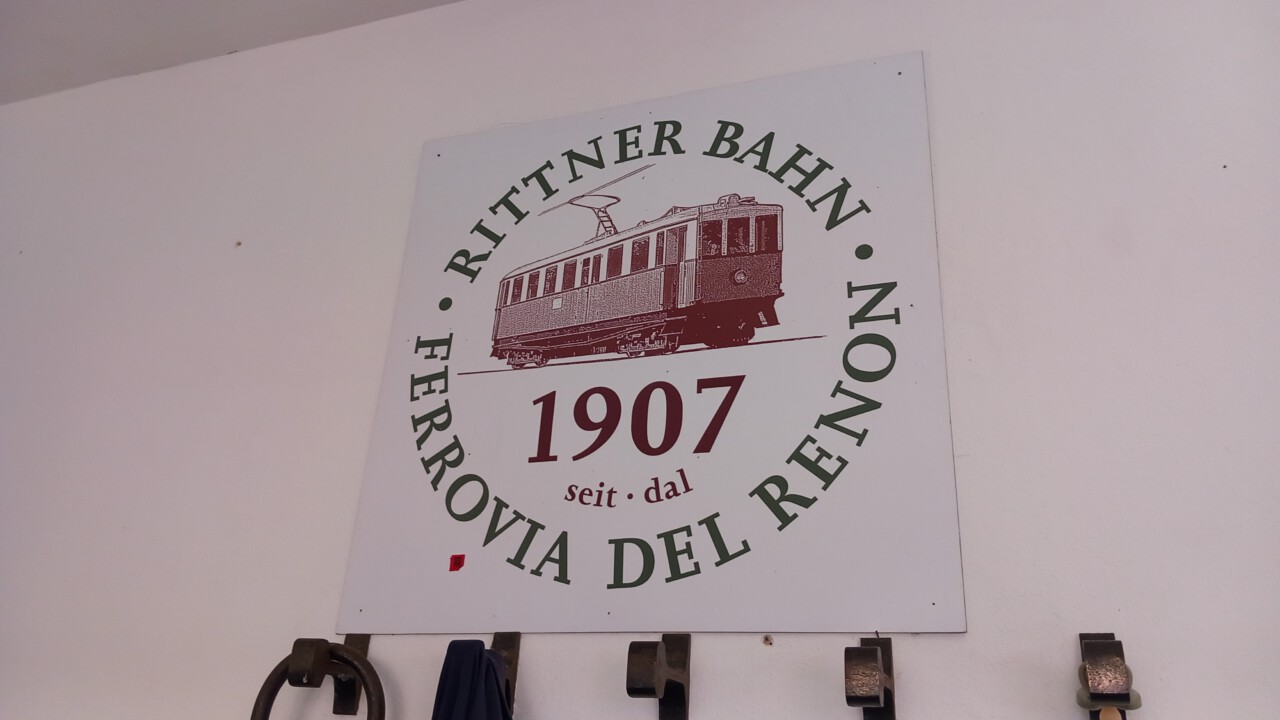 RITTNER BAHN
1907
seit · dal
FERROVIA DEL RENON